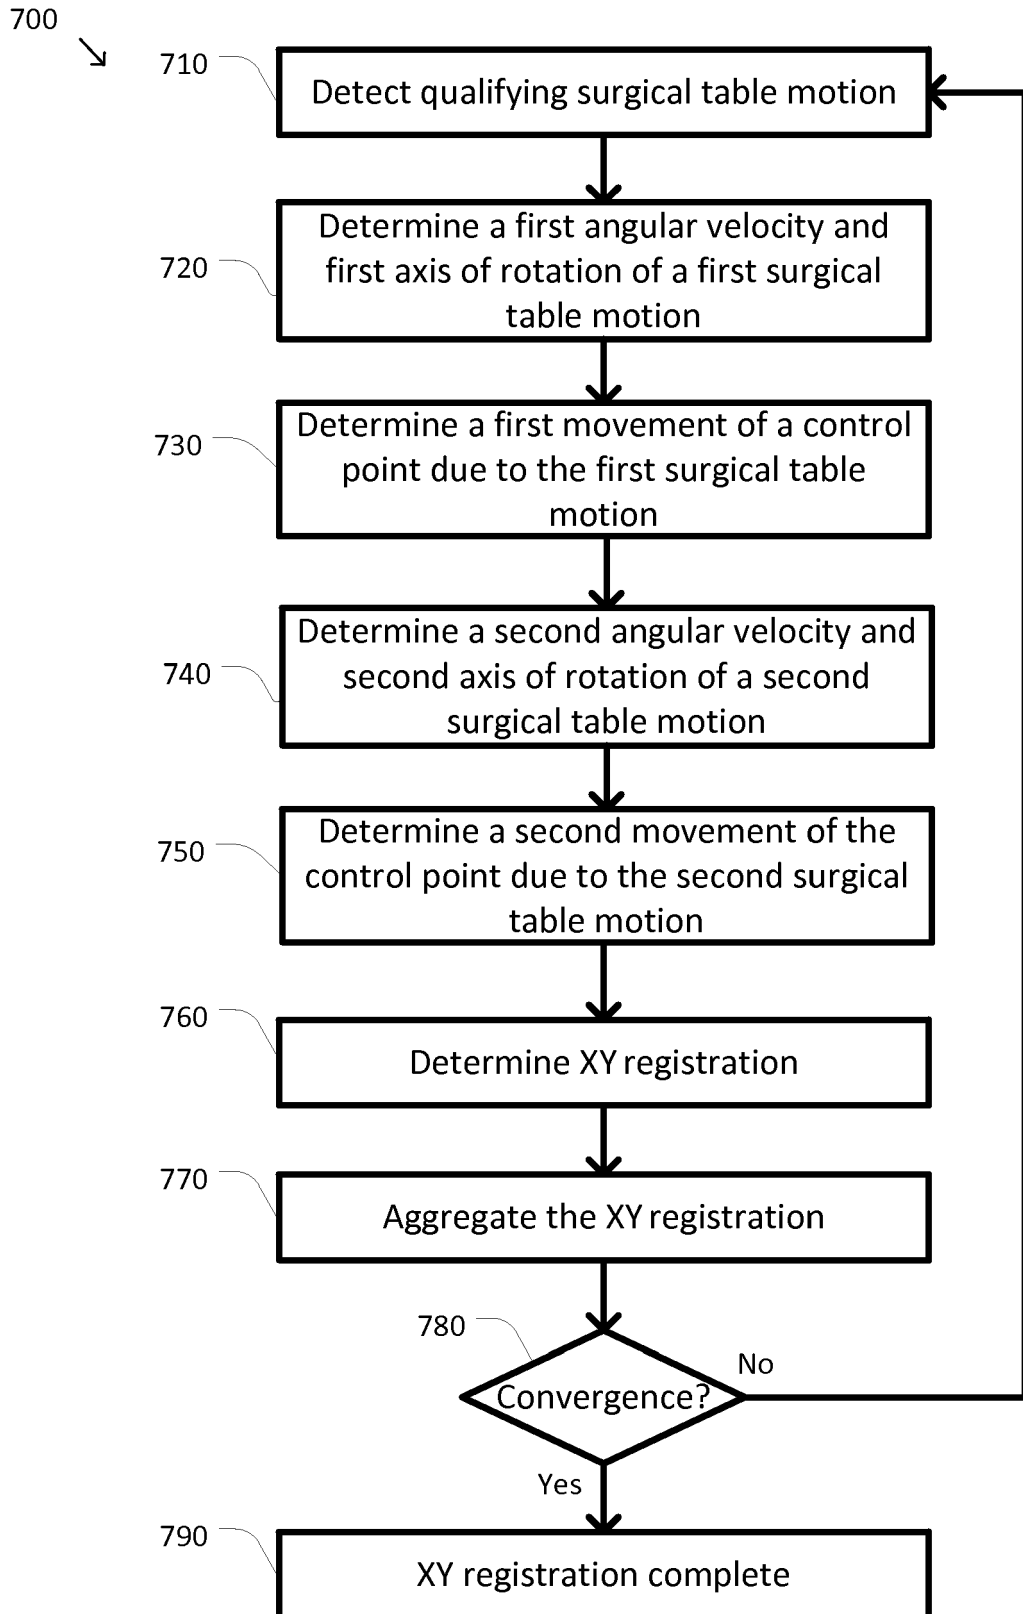 700
710
Detect qualifying surgical table motion
720
Determine a first angular velocity and
first axis of rotation of a first surgical
table motion
730
Determine a first movement of a control
point due to the first surgical table
motion
740
Determine a second angular velocity and
second axis of rotation of a second
surgical table motion
750
Determine a second movement of the
control point due to the second surgical
table motion
760
Determine XY registration
770
Aggregate the XY registration
780
Convergence?
No
Yes
790
XY registration complete